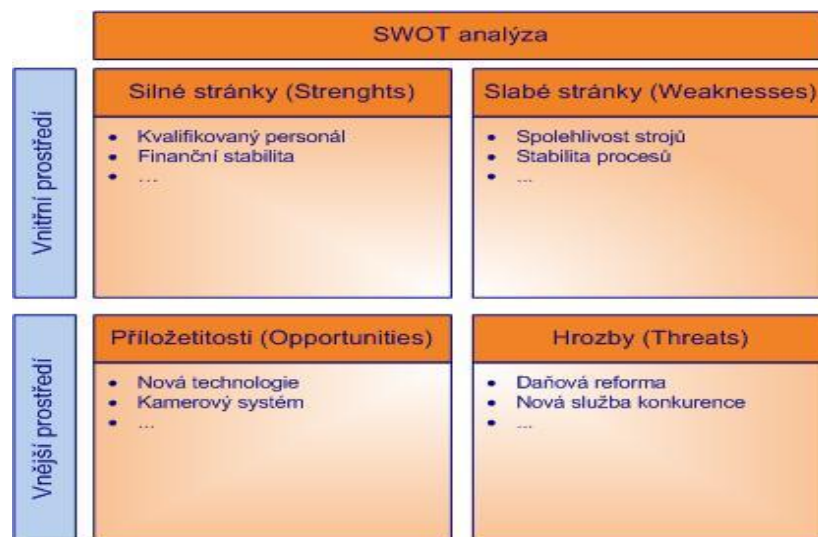 SWOT analýza
Vnitřní prostředí
Silné stránky (Strenghts)
• Kvalifikovaný personál
• Finanční stabilita
• ...
Slabé stránky (Weaknesses)
• Spolehlivost strojů
• Stabilita procesů
• ...
Vnější prostředí
Příložetitosti (Opportunities)
• Nová technologie
• Kamerový systém
• ...
Hrozby (Threats)
• Daňová reforma
• Nová služba konkurence
• ...